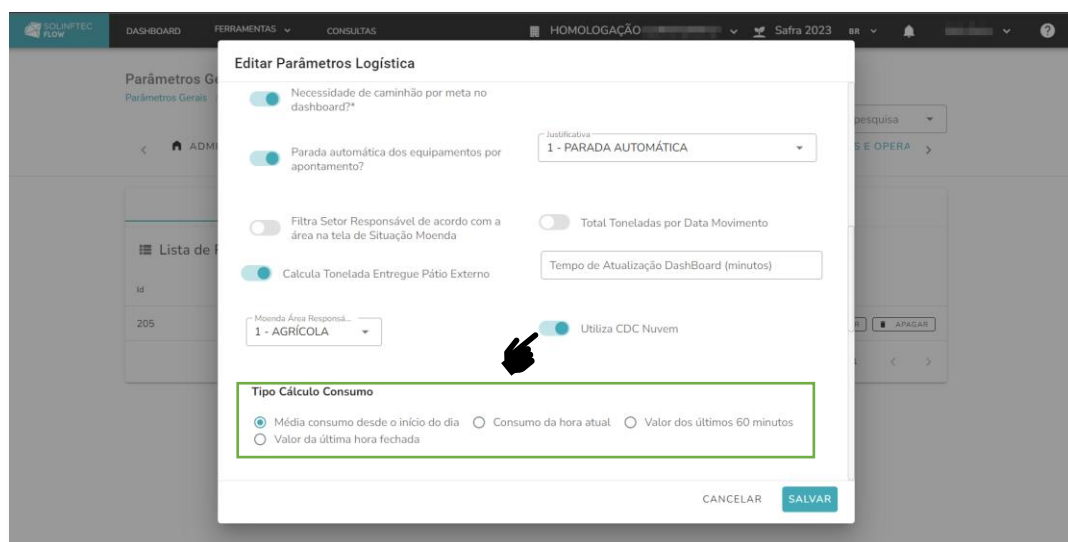 SOLINFTEC
FLOW
DASHBOARD
FERRAMENTAS
CONSULTAS
HOMOLOGAÇÃO
Safra 2023
BR
Parâmetros Ge
Parâmetros Gerais
pesquisa
ADMI
S E OPERA
Lista de
Id
205
APAGAR
Editar Parâmetros Logística
Necessidade de caminhão por meta no
dashboard?*
Parada automática dos equipamentos por
apontamento?
Justificativa
1 - PARADA AUTOMÁTICA
Filtra Setor Responsável de acordo com a
área na tela de Situação Moenda
Total Toneladas por Data Movimento
Calcula Tonelada Entregue Pátio Externo
Tempo de Atualização DashBoard (minutos)
Moenda Área Responsá...
1 - AGRÍCOLA
Utiliza CDC Nuvem
Tipo Cálculo Consumo
Média consumo desde o início do dia Consumo da hora atual Valor dos últimos 60 minutos
Valor da última hora fechada
CANCELAR SALVAR